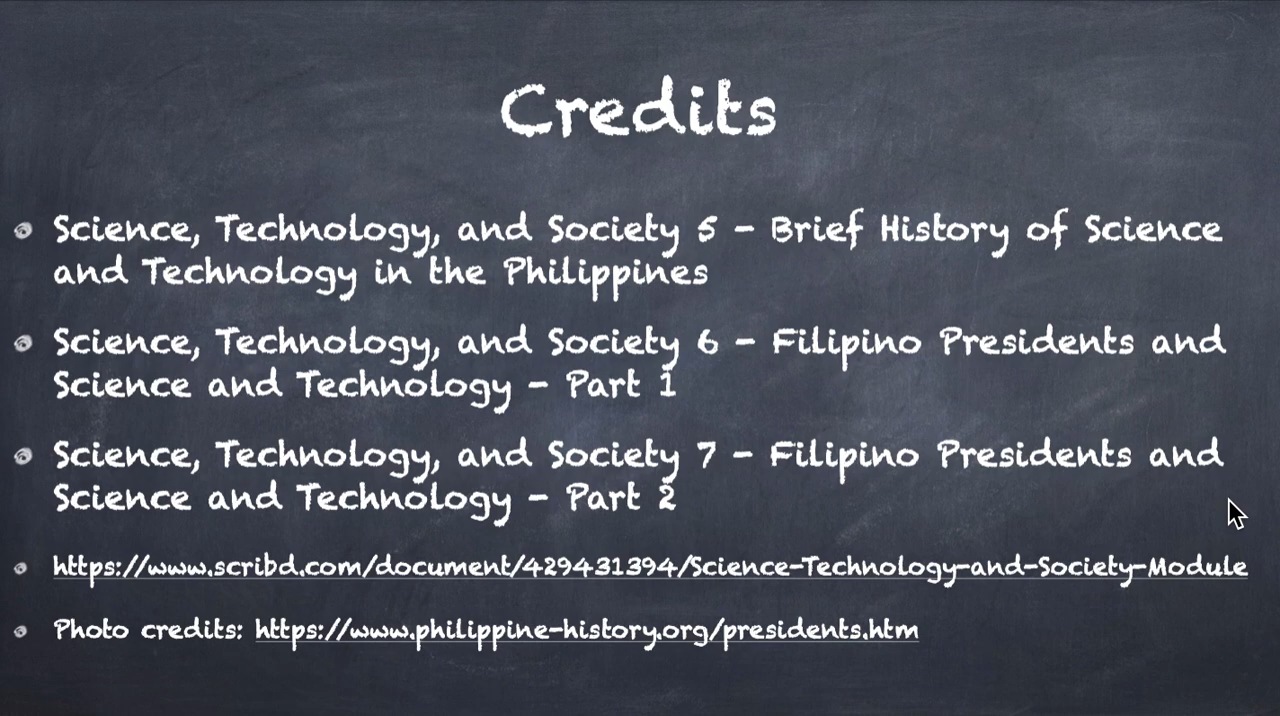 Credits
Science, Technology, and Society 5 - Brief History of Science
and Technology in the Philippines
Science, Technology, and Society 6 - Filipino Presidents and
Science and Technology - Part 1
Science, Technology, and Society 7 - Filipino Presidents and
Science and Technology - Part 2
https://www.scribd.com/document/429431394/Science-Technology-and-Society-Module
Photo credits: https://www.philippine-history.org/presidents.htm